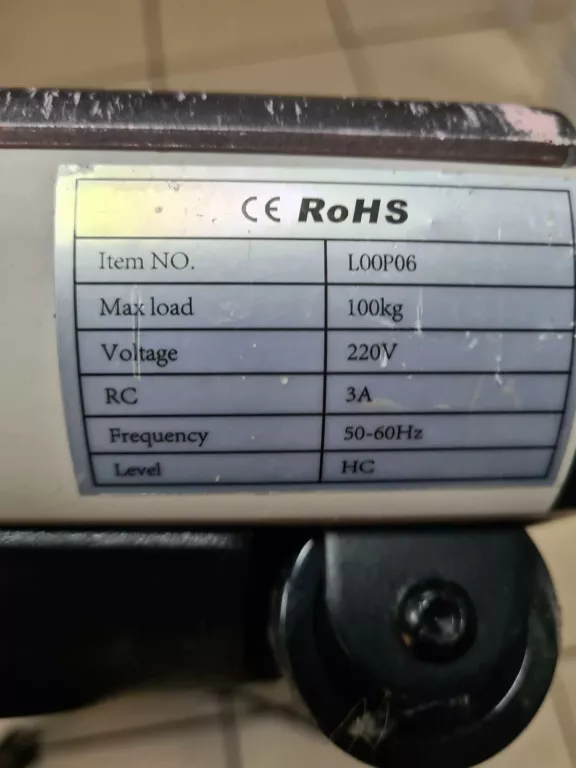 CE RoHS
Item NO. L00P06
Max load 100kg
Voltage 220V
RC 3A
Frequency 50-60Hz
Level HC